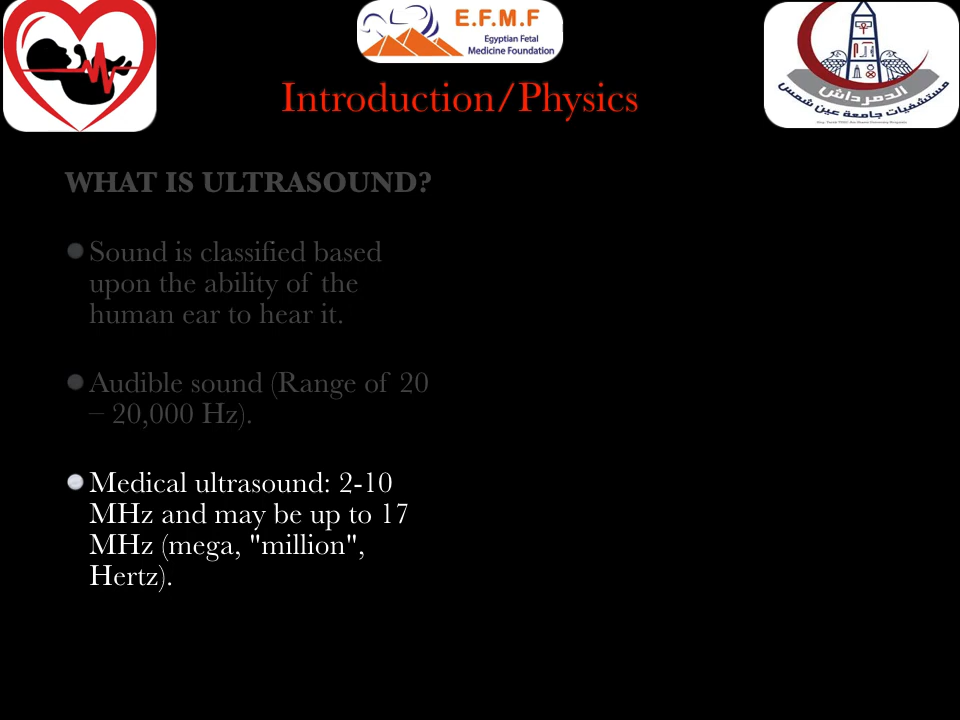 E.F.M.F
Egyptian Fetal
Medicine Foundation
Introduction/Physics
الدمرداش
مستشفيات جامعة عين شمس
WHAT IS ULTRASOUND?
Sound is classified based
upon the ability of the
human ear to hear it.
Audible sound (Range of 20
– 20,000 Hz).
Medical ultrasound: 2-10
MHz and may be up to 17
MHz (mega, "million",
Hertz).